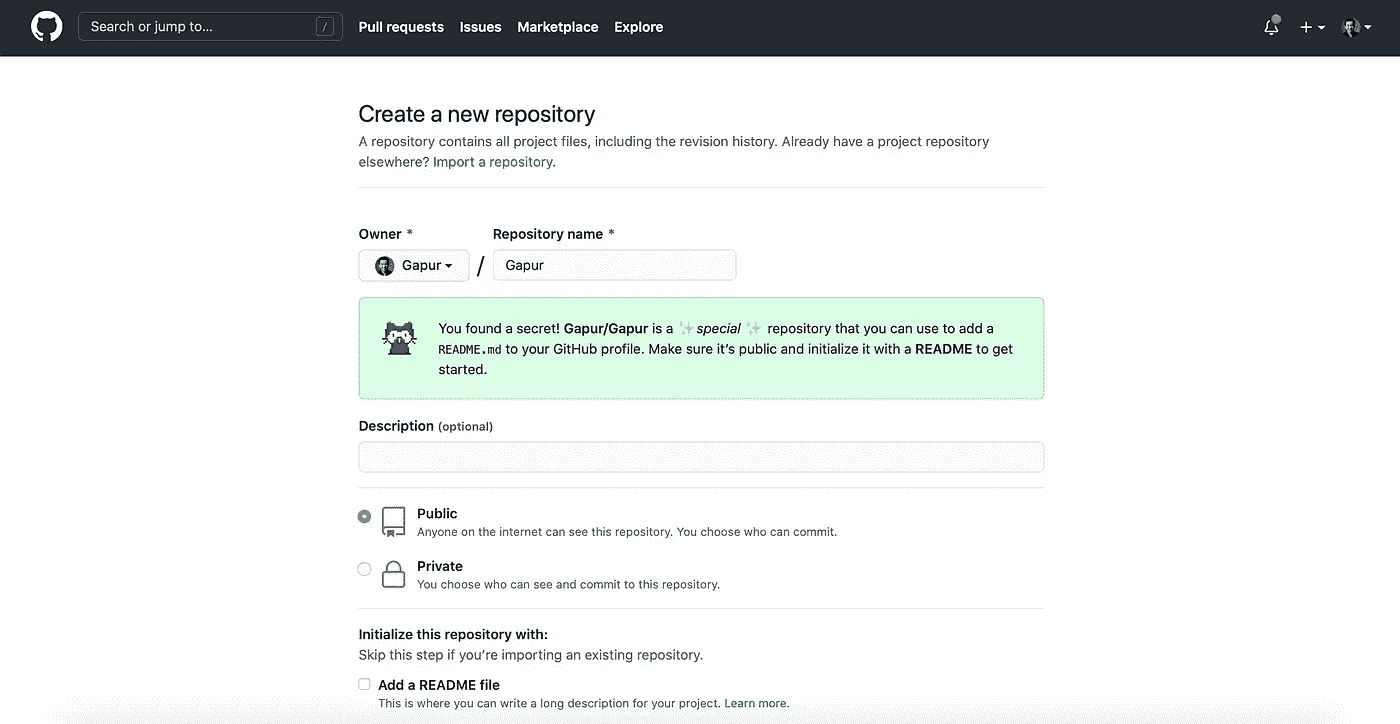 Search or jump to... /
Pull requests Issues Marketplace Explore
Create a new repository
A repository contains all project files, including the revision history. Already have a project repository
elsewhere? Import a repository.
Owner * Repository name *
Gapur / Gapur
You found a secret! Gapur/Gapur is a ✨special ✨ repository that you can use to add a
README.md to your GitHub profile. Make sure it’s public and initialize it with a README to get
started.
Description (optional)
Public
Anyone on the internet can see this repository. You choose who can commit.
Private
You choose who can see and commit to this repository.
Initialize this repository with:
Skip this step if you’re importing an existing repository.
Add a README file
This is where you can write a long description for your project. Learn more.